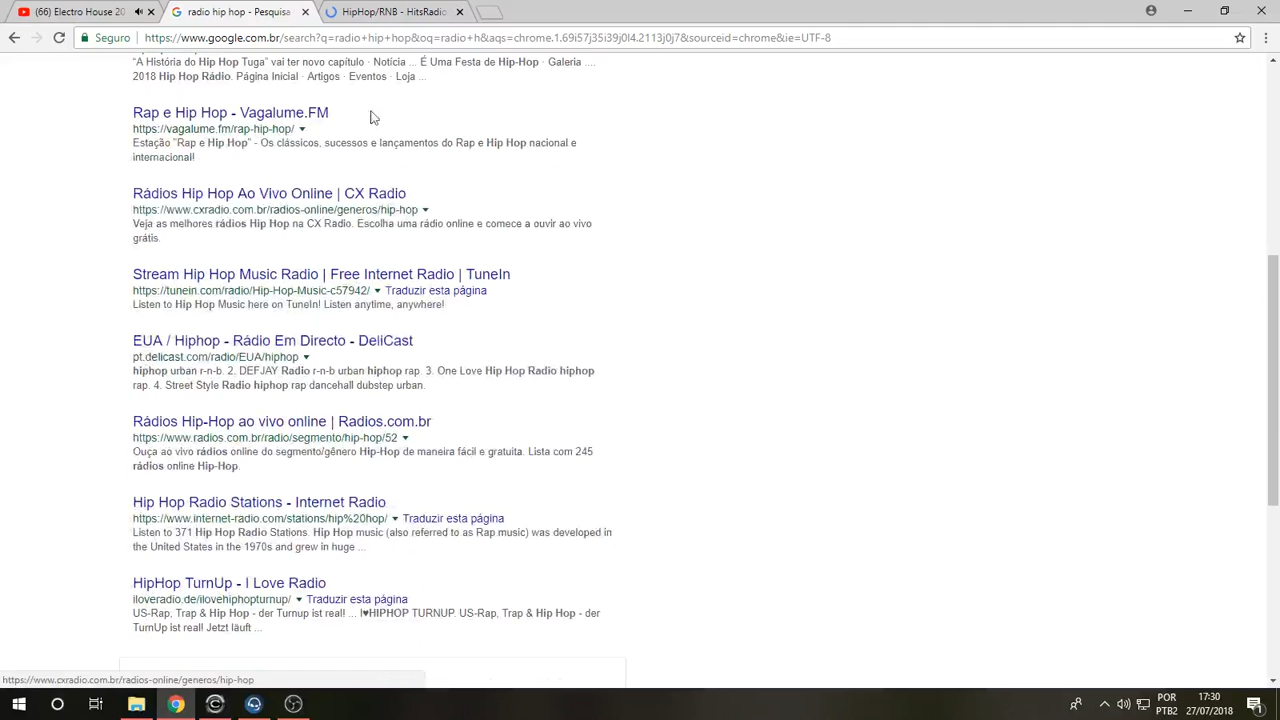 (66) Electro House 20
radio hip hop - Pesquisa
HipHop/RNB - HitsRadio
Seguro
https://www.google.com.br/search?q=radio+hip+hop&oq=radio+h&aqs=chrome.1.69i57j35i39j0l4.2113j0j7&sourceid=chrome&ie=UTF-8
"A História do Hip Hop Tuga" vai ter novo capítulo · Notícia ... É Uma Festa de Hip-Hop · Galeria ....
2018 Hip Hop Rádio. Página Inicial · Artigos · Eventos · Loja ...
Rap e Hip Hop - Vagalume.FM
https://vagalume.fm/rap-hip-hop/
Estação "Rap e Hip Hop" - Os clássicos, sucessos e lançamentos do Rap e Hip Hop nacional e
internacional!
Rádios Hip Hop Ao Vivo Online | CX Radio
https://www.cxradio.com.br/radios-online/generos/hip-hop
Veja as melhores rádios Hip Hop na CX Radio. Escolha uma rádio online e comece a ouvir ao vivo
grátis.
Stream Hip Hop Music Radio | Free Internet Radio | TuneIn
https://tunein.com/radio/Hip-Hop-Music-c57942/ Traduzir esta página
Listen to Hip Hop Music here on TuneIn! Listen anytime, anywhere!
EUA / Hiphop - Rádio Em Directo - DeliCast
pt.delicast.com/radio/EUA/hiphop
hiphop urban r-n-b. 2. DEFJAY Radio r-n-b urban hiphop rap. 3. One Love Hip Hop Radio hiphop
rap. 4. Street Style Radio hiphop rap dancehall dubstep urban.
Rádios Hip-Hop ao vivo online | Radios.com.br
https://www.radios.com.br/radio/segmento/hip-hop/52
Ouça ao vivo rádios online do segmento/gênero Hip-Hop de maneira fácil e gratuita. Lista com 245
rádios online Hip-Hop.
Hip Hop Radio Stations - Internet Radio
https://www.internet-radio.com/stations/hip%20hop/ Traduzir esta página
Listen to 371 Hip Hop Radio Stations. Hip Hop music (also referred to as Rap music) was developed in
the United States in the 1970s and grew in huge ...
HipHop TurnUp - I Love Radio
iloveradio.de/ilovehiphopturnup/ Traduzir esta página
US-Rap, Trap & Hip Hop - der Turnup ist real! ... I♥HIPHOP TURNUP. US-Rap, Trap & Hip Hop - der
TurnUp ist real! Jetzt läuft ...
https://www.cxradio.com.br/radios-online/generos/hip-hop
POR
PTB2
17:30
27/07/2018